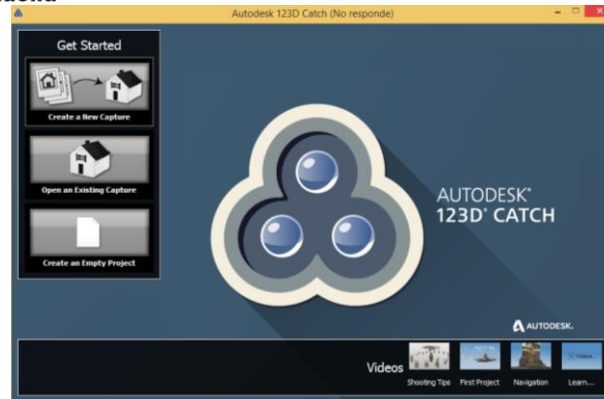 Autodesk 123D Catch (No responde)
Get Started
Create a New Capture
Open an Existing Capture
Create an Empty Project
AUTODESK®
123D® CATCH
AUTODESK.
Videos
Shooting Tips
First Project
Navigation
Learn...